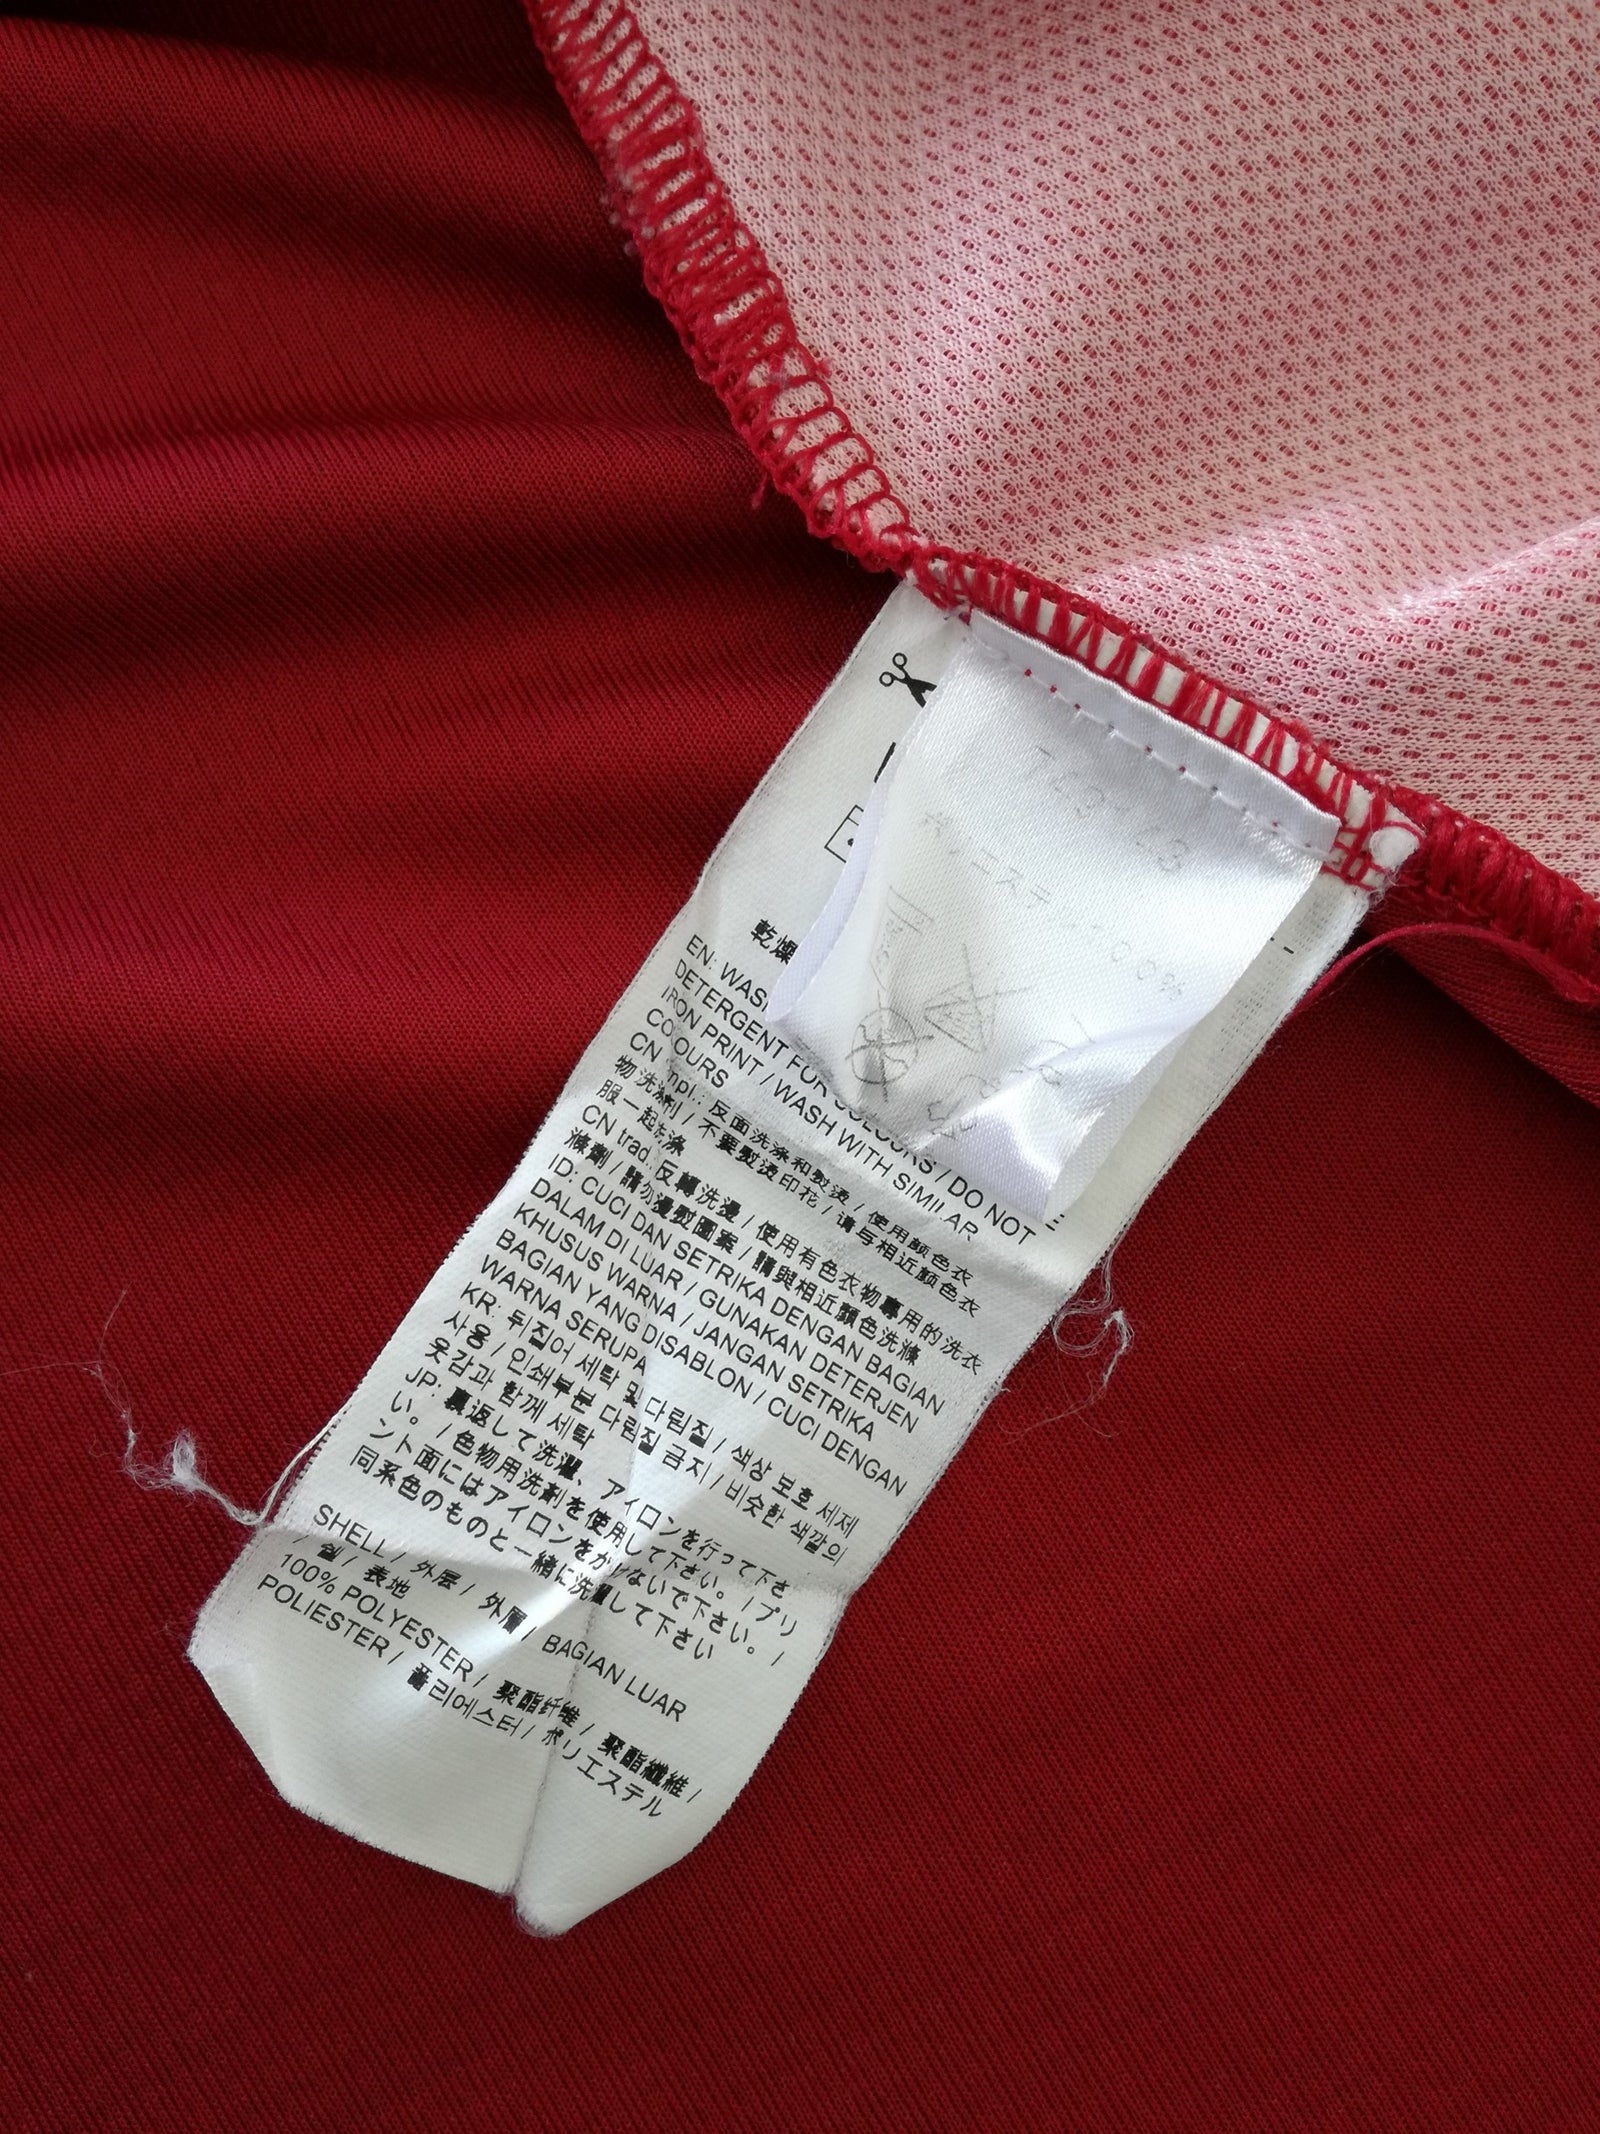 乾燥
EN: WAS
DETERGENT FOR COLOURS / DO NOT
IRON PRINT / WASH WITH SIMILAR
COLOURS
CN impl.: 反面洗涤和熨烫 / 使用颜色衣
物洗涤剂 / 不要熨烫印花 / 请与相近颜色衣
服一起洗涤
CN trad.: 反轉洗燙 / 使用有色衣物專用的洗衣
滌劑 / 請勿燙熨圖案 / 請與相近顏色洗滌
ID: CUCI DAN SETRIKA DENGAN BAGIAN
DALAM DI LUAR / GUNAKAN DETERJEN
KHUSUS WARNA / JANGAN SETRIKA
BAGIAN YANG DISABLON / CUCI DENGAN
WARNA SERUPA
KR: 뒤집어 세탁 및 다림질 / 색상 보호 세제
사용 / 인쇄부분 다림질 금지 / 비슷한 색깔의
옷감과 함께 세탁
JP: 裏返して洗濯、アイロンを行って下さ
い。 / 色物用洗剤を使用して下さい。 / プリ
ント面にはアイロンをかけないで下さい。 /
同系色のものと一緒に洗濯して下さい
SHELL / 外层 / 外層 / BAGIAN LUAR
/ 쉘 / 表地
100% POLYESTER / 聚酯纤维 / 聚酯纖維 /
POLIESTER / 폴리에스터 / ポリエステル